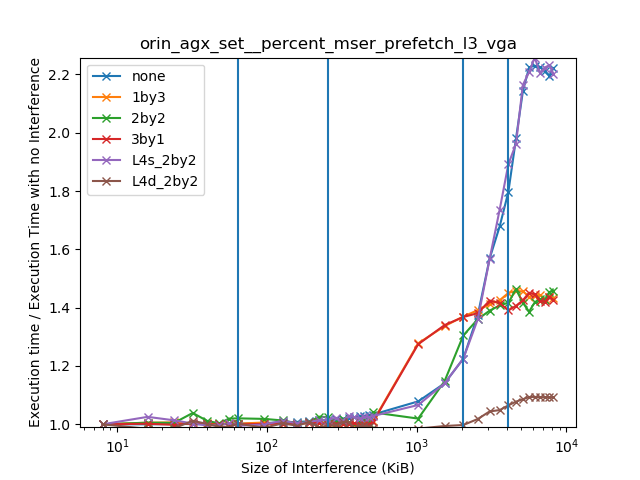 orin_agx_set__percent_mser_prefetch_l3_vga
Execution time / Execution Time with no Interference
2.2
2.0
1.8
1.6
1.4
1.2
1.0
none
1by3
2by2
3by1
L4s_2by2
L4d_2by2
10¹
10²
10³
10⁴
Size of Interference (KiB)